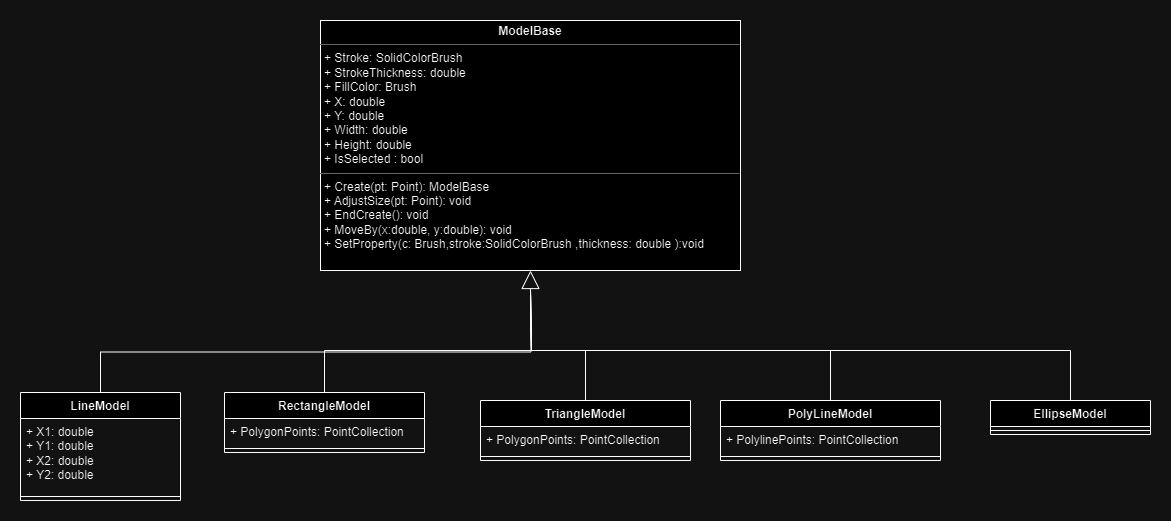 ModelBase
+ Stroke: SolidColorBrush
+ StrokeThickness: double
+ FillColor: Brush
+ X: double
+ Y: double
+ Width: double
+ Height: double
+ IsSelected : bool
+ Create(pt: Point): ModelBase
+ AdjustSize(pt: Point): void
+ EndCreate(): void
+ MoveBy(x:double, y:double): void
+ SetProperty(c: Brush,stroke:SolidColorBrush ,thickness: double ):void
LineModel
+ X1: double
+ Y1: double
+ X2: double
+ Y2: double
RectangleModel
+ PolygonPoints: PointCollection
TriangleModel
+ PolygonPoints: PointCollection
PolyLineModel
+ PolylinePoints: PointCollection
EllipseModel